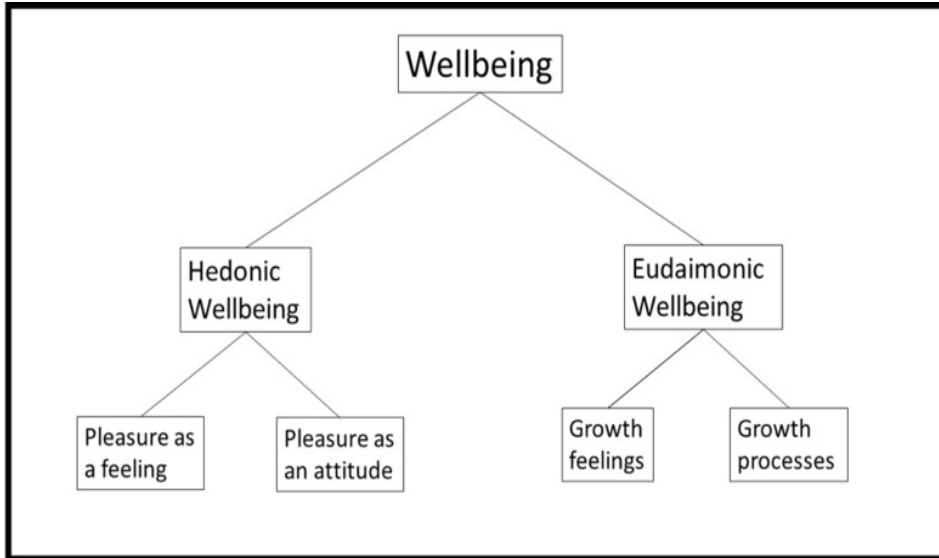 Wellbeing
Hedonic
Wellbeing
Eudaimonic
Wellbeing
Pleasure as
a feeling
Pleasure as
an attitude
Growth
feelings
Growth
processes